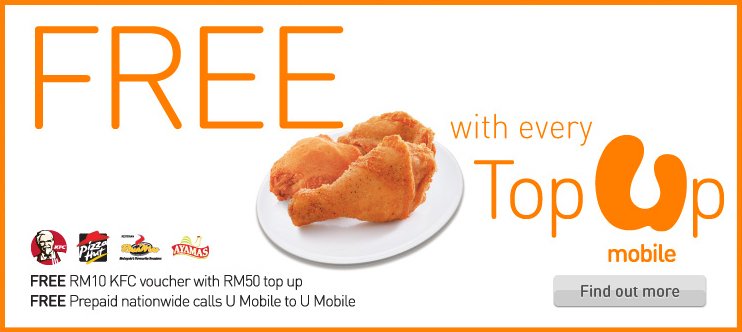 FREE
with every
Top Up
mobile
KFC
Pizza Hut
AYAMAS
FREE RM10 KFC voucher with RM50 top up
FREE Prepaid nationwide calls U Mobile to U Mobile
Find out more